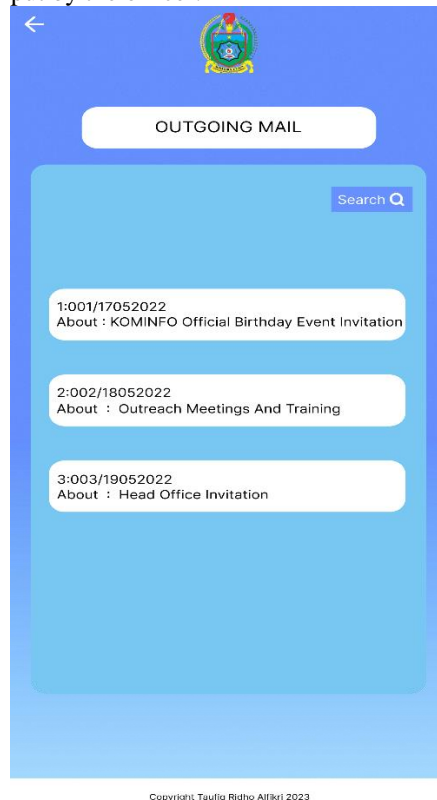 OUTGOING MAIL
Search
1:001/17052022
About : KOMINFO Official Birthday Event Invitation
2:002/18052022
About : Outreach Meetings And Training
3:003/19052022
About : Head Office Invitation
Copyright Taufiq Ridho Alfikri 2023